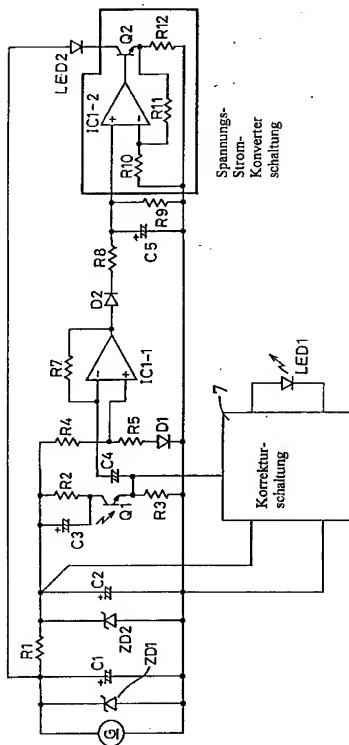 G
ZD1
C1
R1
ZD2
C2
C3
R2
Q1
R3
C4
R4
R5
D1
R7
-
+
IC1-1
D2
R8
C5
R9
IC1-2
+
-
R10
R11
Q2
R12
LED2
Spannungs-
Strom-
Konverter
schaltung
7
Korrektur-
schaltung
LED1